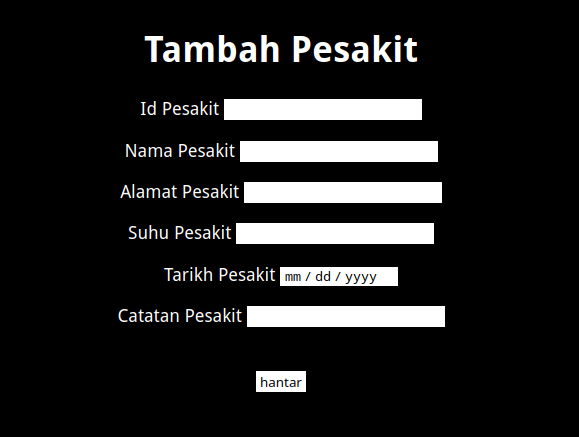 Tambah Pesakit
Id Pesakit
Nama Pesakit
Alamat Pesakit
Suhu Pesakit
Tarikh Pesakit mm / dd / yyyy
Catatan Pesakit
hantar